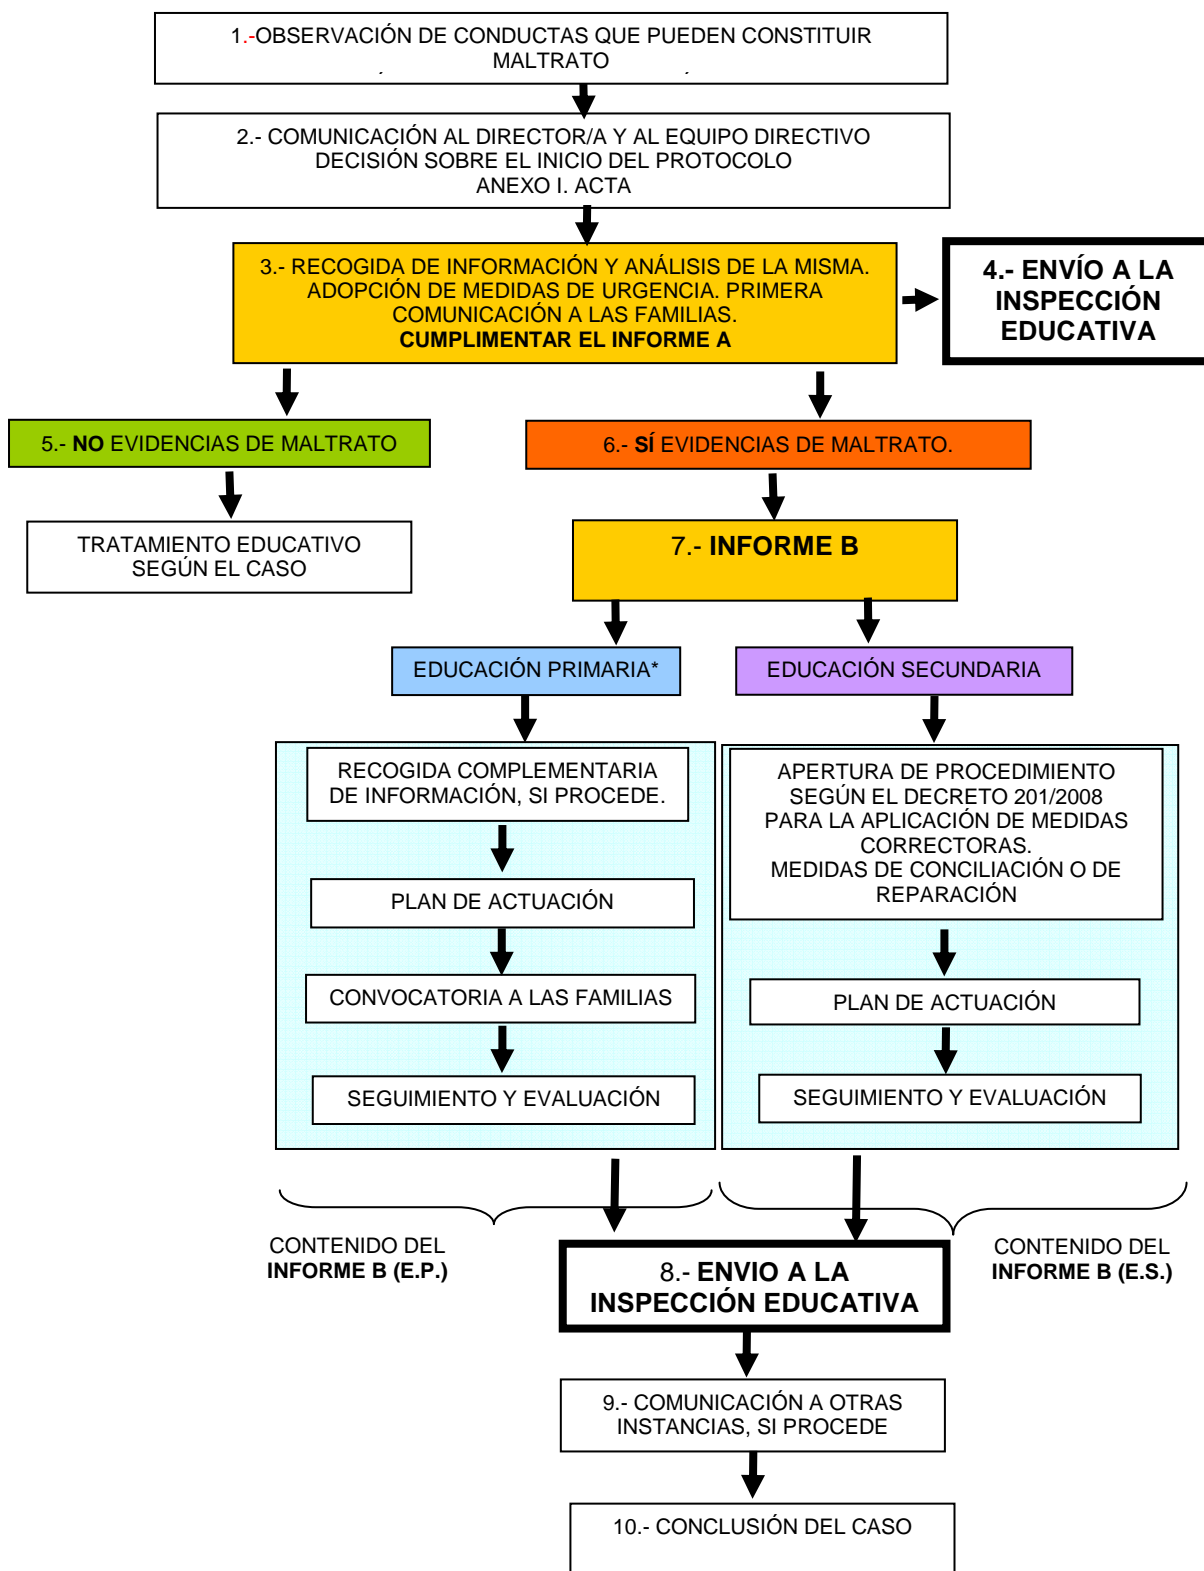 1.-OBSERVACIÓN DE CONDUCTAS QUE PUEDEN CONSTITUIR
MALTRATO
2.- COMUNICACIÓN AL DIRECTOR/A Y AL EQUIPO DIRECTIVO
DECISIÓN SOBRE EL INICIO DEL PROTOCOLO
ANEXO I. ACTA
3.- RECOGIDA DE INFORMACIÓN Y ANÁLISIS DE LA MISMA.
ADOPCIÓN DE MEDIDAS DE URGENCIA. PRIMERA
COMUNICACIÓN A LAS FAMILIAS.
CUMPLIMENTAR EL INFORME A
4.- ENVÍO A LA
INSPECCIÓN
EDUCATIVA
5.- NO EVIDENCIAS DE MALTRATO
6.- SÍ EVIDENCIAS DE MALTRATO.
TRATAMIENTO EDUCATIVO
SEGÚN EL CASO
7.- INFORME B
EDUCACIÓN PRIMARIA*
EDUCACIÓN SECUNDARIA
RECOGIDA COMPLEMENTARIA
DE INFORMACIÓN, SI PROCEDE.
PLAN DE ACTUACIÓN
CONVOCATORIA A LAS FAMILIAS
SEGUIMIENTO Y EVALUACIÓN
APERTURA DE PROCEDIMIENTO
SEGÚN EL DECRETO 201/2008
PARA LA APLICACIÓN DE MEDIDAS
CORRECTORAS.
MEDIDAS DE CONCILIACIÓN O DE
REPARACIÓN
PLAN DE ACTUACIÓN
SEGUIMIENTO Y EVALUACIÓN
CONTENIDO DEL
INFORME B (E.P.)
CONTENIDO DEL
INFORME B (E.S.)
8.- ENVIO A LA
INSPECCIÓN EDUCATIVA
9.- COMUNICACIÓN A OTRAS
INSTANCIAS, SI PROCEDE
10.- CONCLUSIÓN DEL CASO